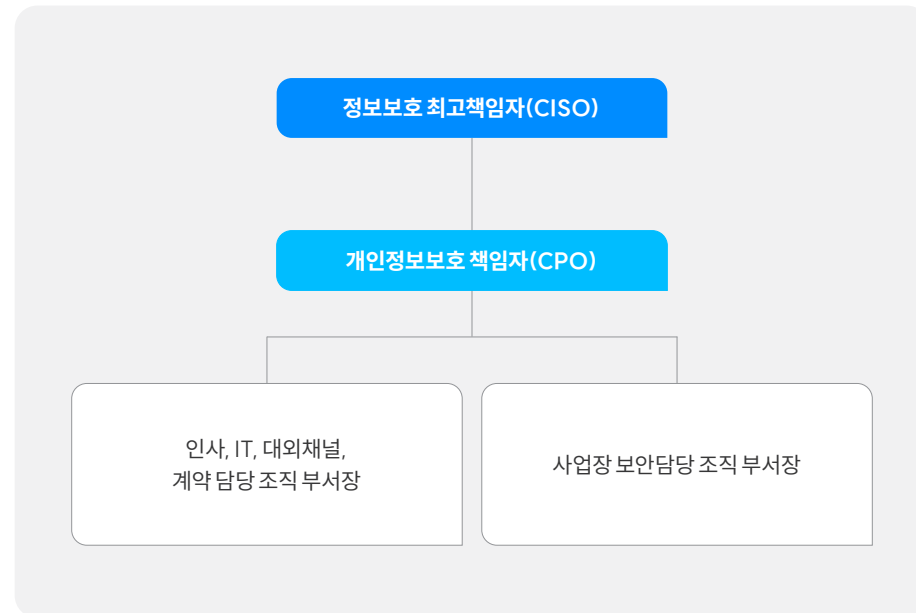 정보보호 최고책임자(CISO)
개인정보보호 책임자(CPO)
인사, IT, 대외채널,
계약 담당 조직 부서장
사업장 보안담당 조직 부서장